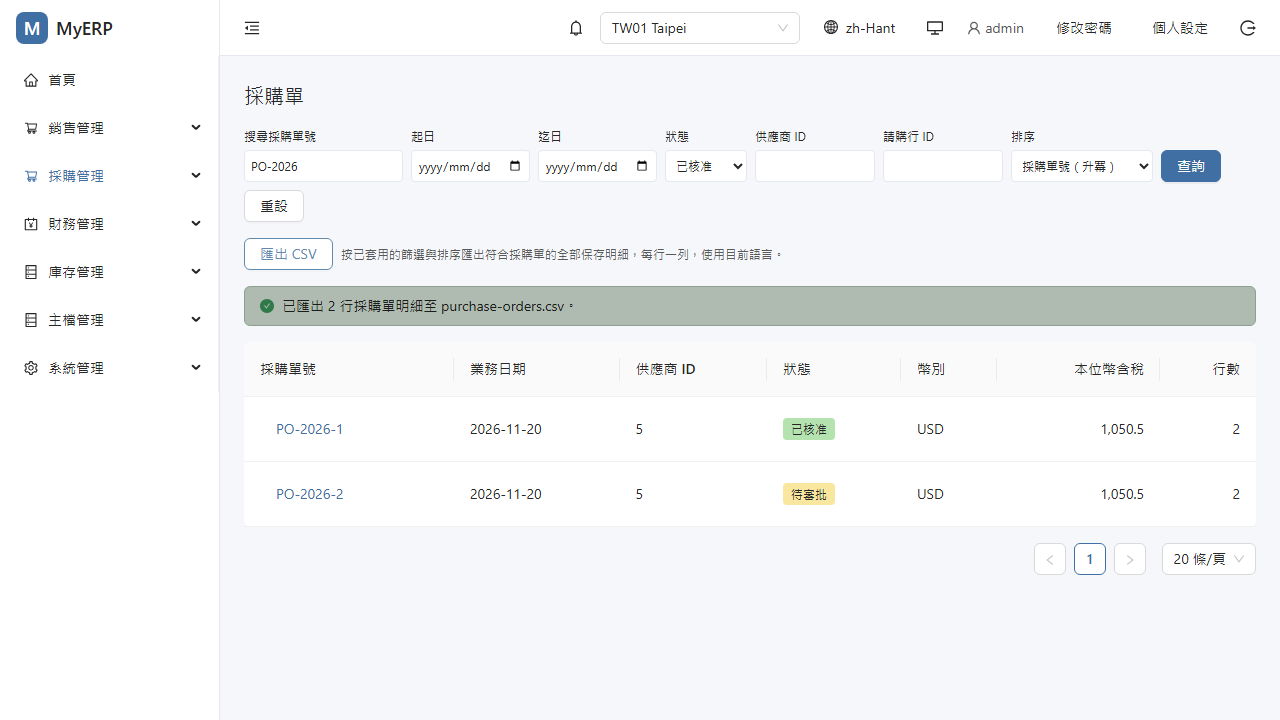 M MyERP
TW01 Taipei
zh-Hant
admin
修改密碼
個人設定
首頁
銷售管理
採購管理
財務管理
庫存管理
主檔管理
系統管理
採購單
搜尋採購單號 起日 迄日 狀態 供應商 ID 請購行 ID 排序
PO-2026 yyyy/mm/dd yyyy/mm/dd 已核准 採購單號（升冪） 查詢
重設
匯出 CSV 按已套用的篩選與排序匯出符合採購單的全部保存明細，每行一列，使用目前語言。
已匯出 2 行採購單明細至 purchase-orders.csv。
採購單號 業務日期 供應商 ID 狀態 幣別 本位幣含稅 行數
PO-2026-1 2026-11-20 5 已核准 USD 1,050.5 2
PO-2026-2 2026-11-20 5 待審批 USD 1,050.5 2
< 1 > 20 條/頁